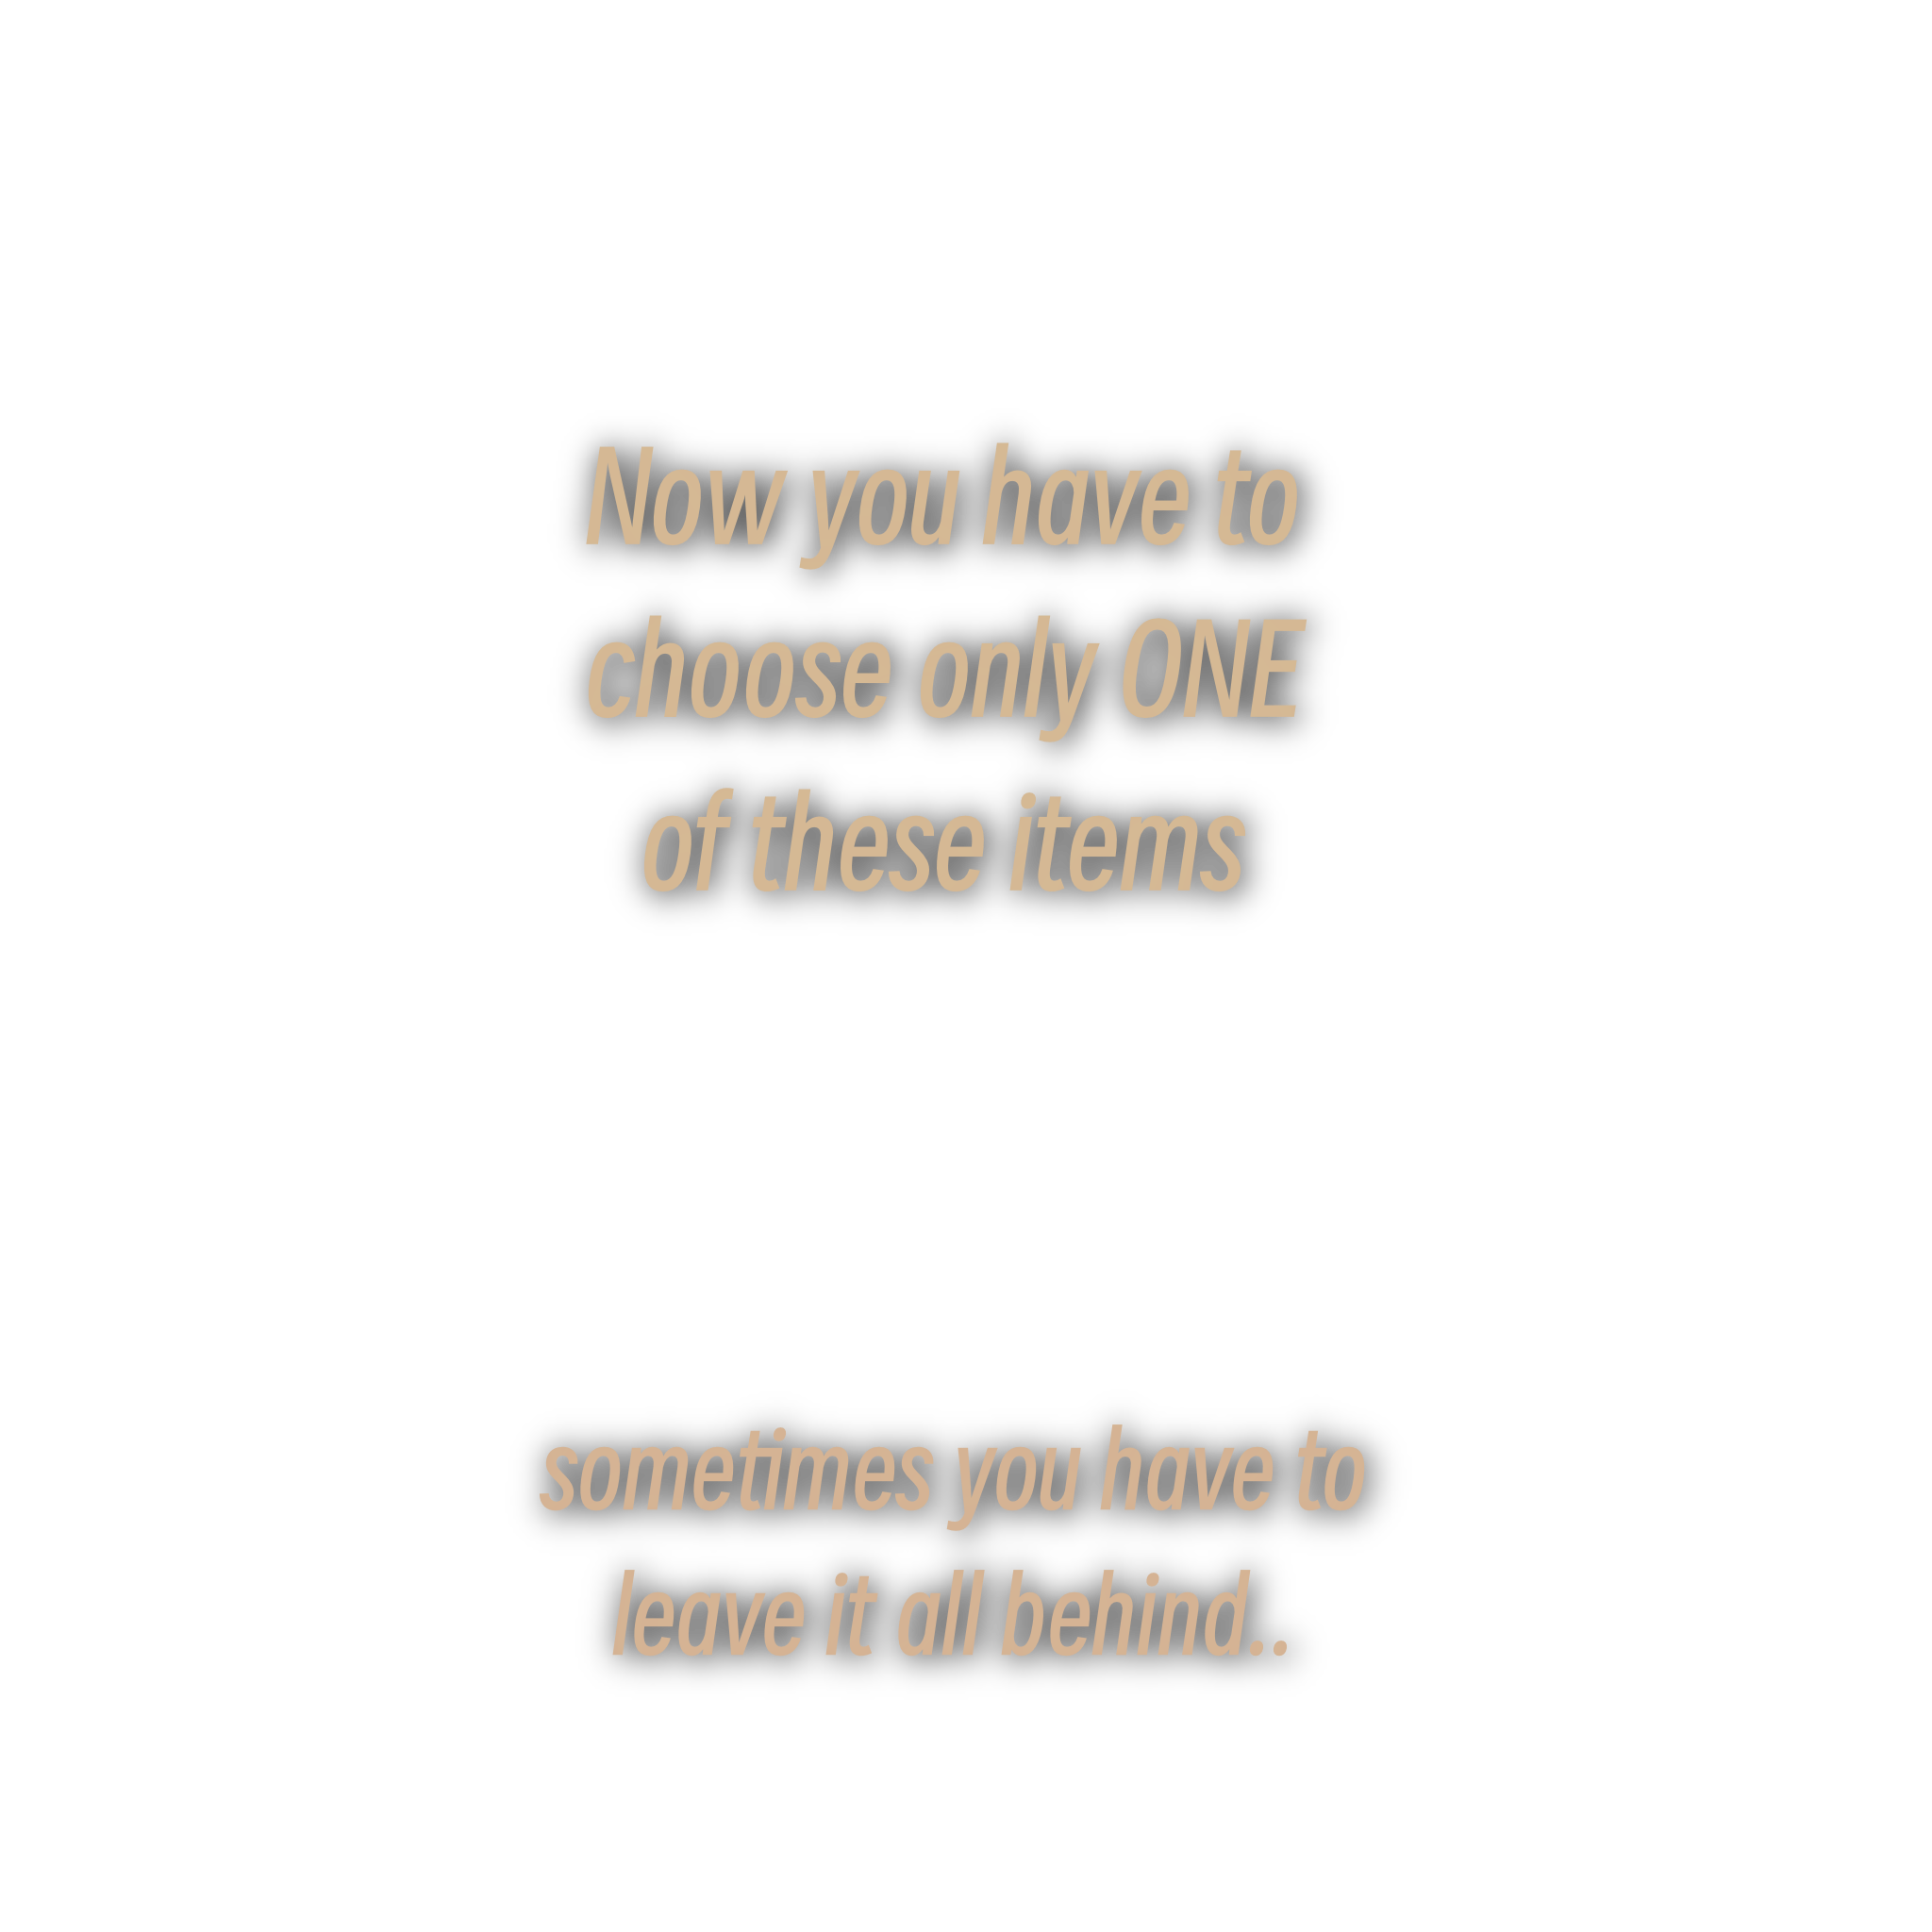 Now you have to
choose only ONE
of these items
sometimes you have to
leave it all behind..